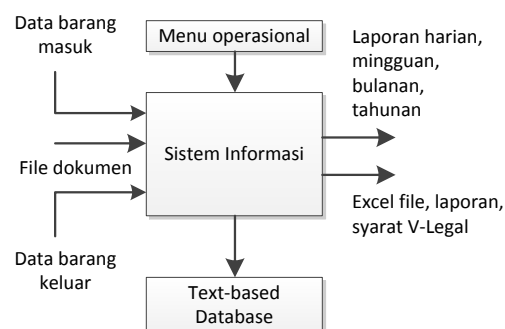 Data barang
masuk
Menu operasional
Laporan harian,
mingguan,
bulanan,
tahunan
File dokumen
Sistem Informasi
Excel file, laporan,
syarat V-Legal
Data barang
keluar
Text-based
Database